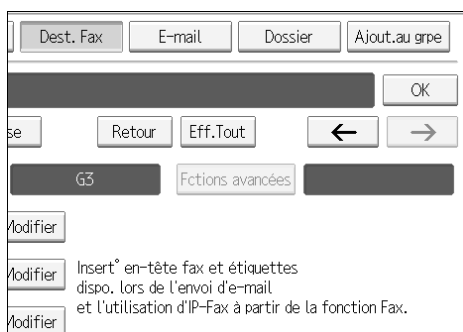 Dest. Fax E-mail Dossier Ajout.au grpe
OK
se Retour Eff.Tout ← →
G3 Fctions avancées
Modifier
Modifier Insert° en-tête fax et étiquettes
dispo. lors de l'envoi d'e-mail
et l'utilisation d'IP-Fax à partir de la fonction Fax.
Modifier